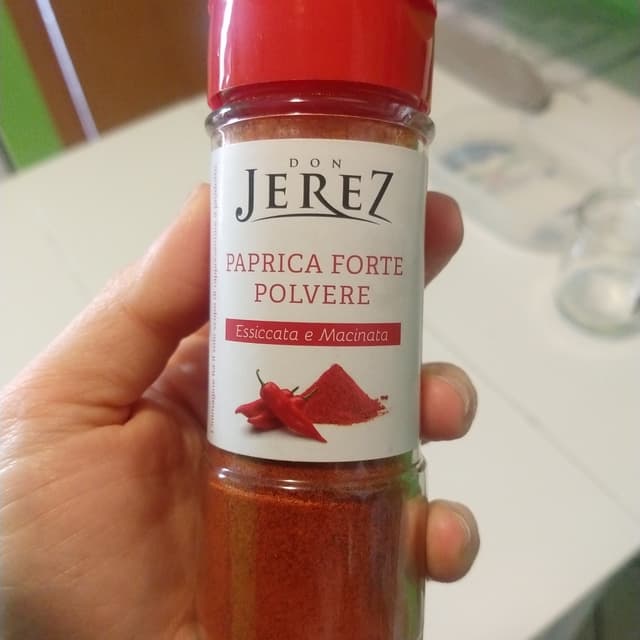 DON
JEREZ
PAPRICA FORTE
POLVERE
Essiccata e Macinata